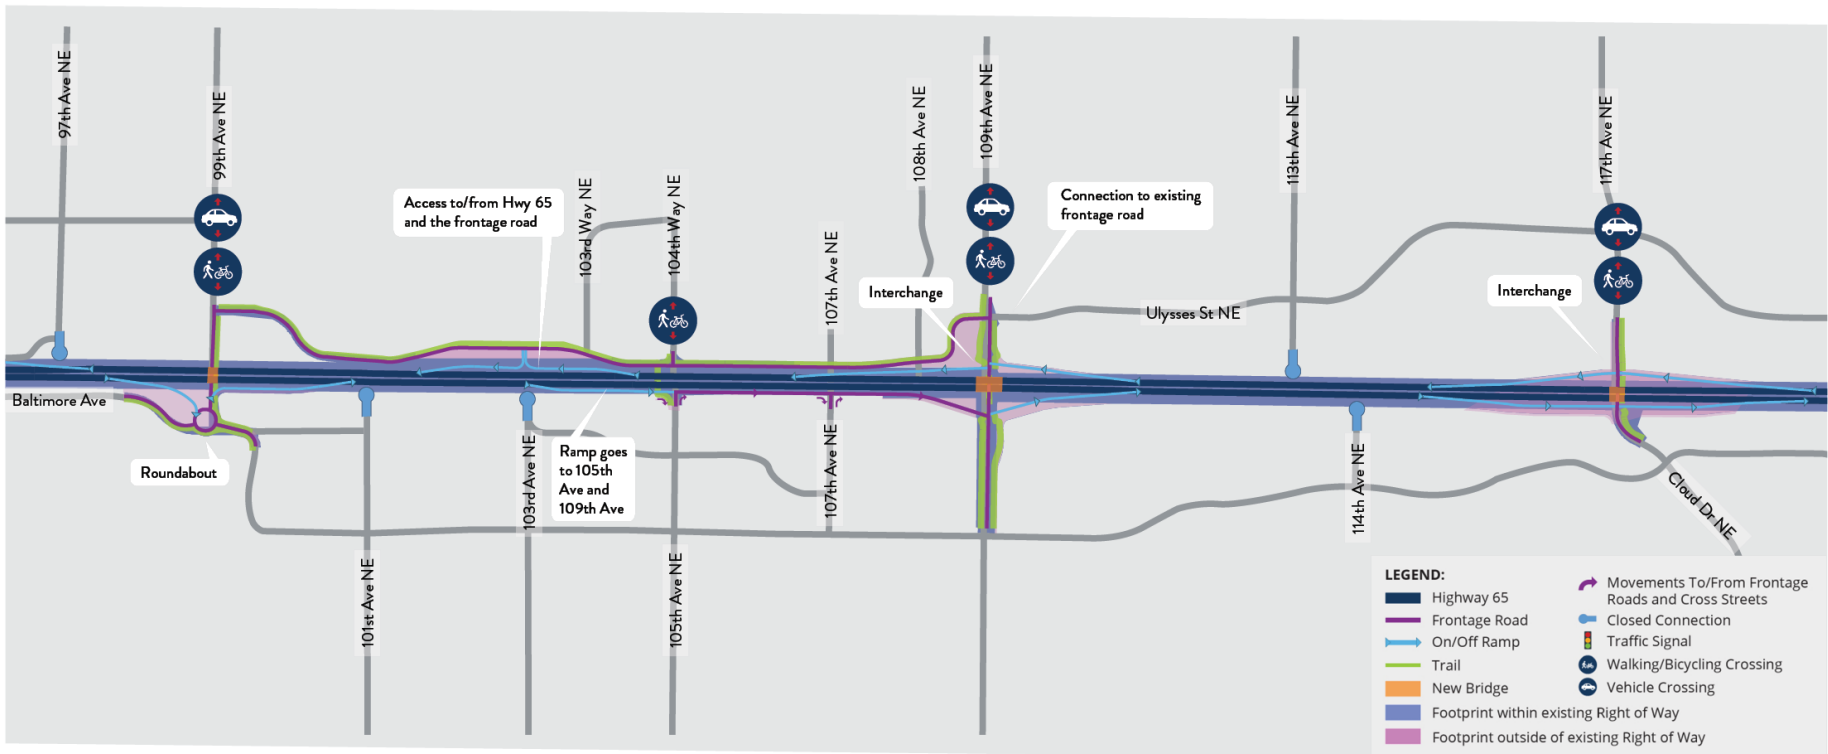 97th Ave NE
99th Ave NE
103rd Way NE
104th Way NE
107th Ave NE
108th Ave NE
109th Ave NE
113th Ave NE
117th Ave NE
Access to/from Hwy 65
and the frontage road
Connection to existing
frontage road
Interchange
Interchange
Ulysses St NE
Baltimore Ave
Roundabout
Ramp goes
to 105th
Ave and
109th Ave
101st Ave NE
103rd Ave NE
105th Ave NE
107th Ave NE
114th Ave NE
Cloud Dr NE
LEGEND:
Highway 65
Frontage Road
On/Off Ramp
Trail
New Bridge
Footprint within existing Right of Way
Footprint outside of existing Right of Way
Movements To/From Frontage
Roads and Cross Streets
Closed Connection
Traffic Signal
Walking/Bicycling Crossing
Vehicle Crossing